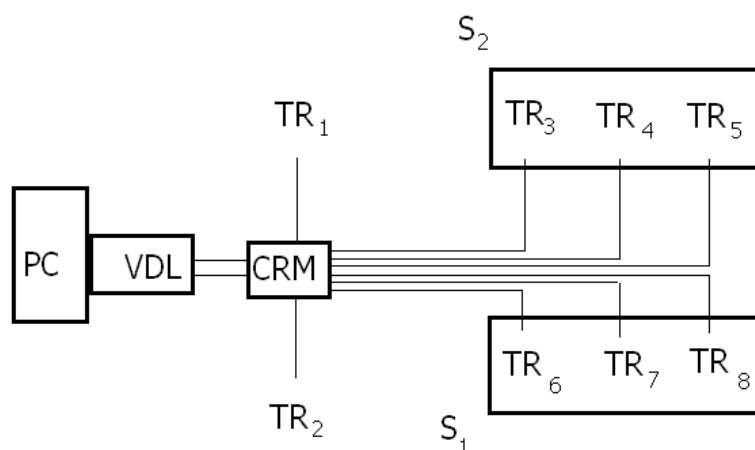 S2
TR3 TR4 TR5
TR1
PC VDL CRM
TR6 TR7 TR8
TR2
S1